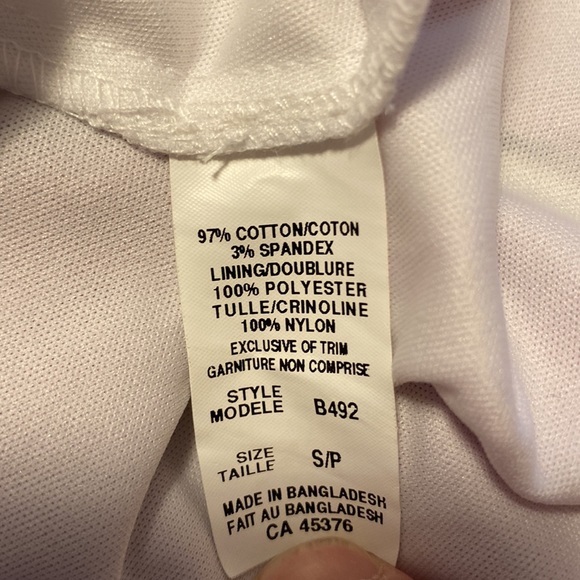 97% COTTON/COTON
3% SPANDEX
LINING/DOUBLURE
100% POLYESTER
TULLE/CRINOLINE
100% NYLON
EXCLUSIVE OF TRIM
GARNITURE NON COMPRISE
STYLE
MODELE B492
SIZE
TAILLE S/P
MADE IN BANGLADESH
FAIT AU BANGLADESH
CA 45376